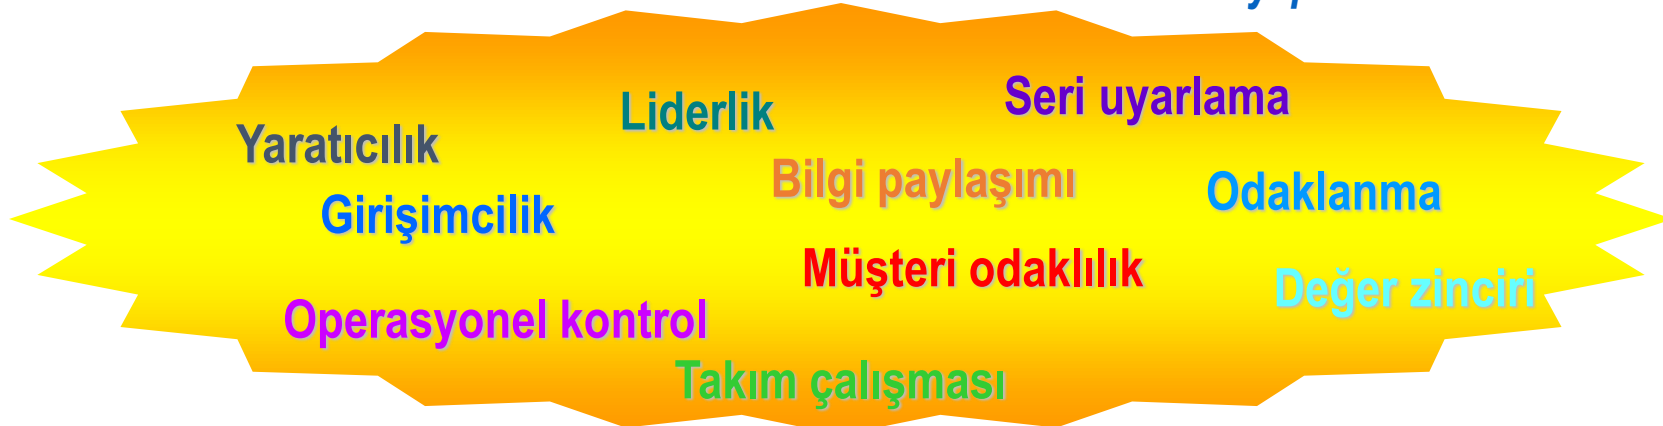 Liderlik
Seri uyarlama
Yaratıcılık
Bilgi paylaşımı
Odaklanma
Girişimcilik
Müşteri odaklılık
Değer zinciri
Operasyonel kontrol
Takım çalışması